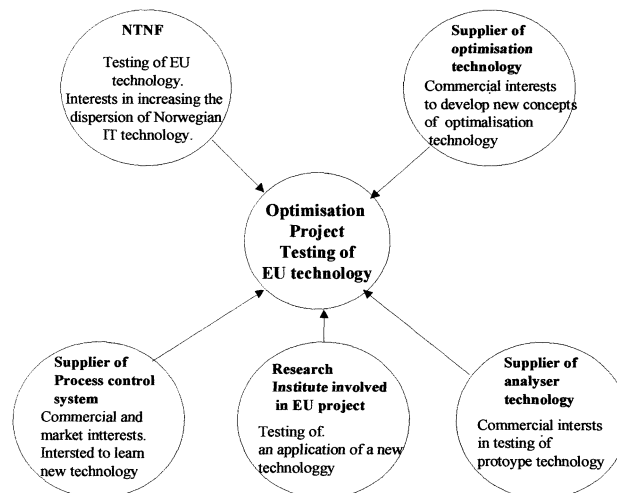 NTNF
Testing of EU
technology.
Interests in increasing the
dispersion of Norwegian
IT technology.
Supplier of
optimisation
technology
Commercial interests
to develop new concepts
of optimalisation
technology
Optimisation
Project
Testing of
EU technology
Supplier of
Process control
system
Commercial and
market intterests.
Intersted to learn
new technology
Research
Institute involved
in EU project
Testing of.
an application of a new
technologgy
Supplier of
analyser
technology
Commercial intersts
in testing of
protoype technology